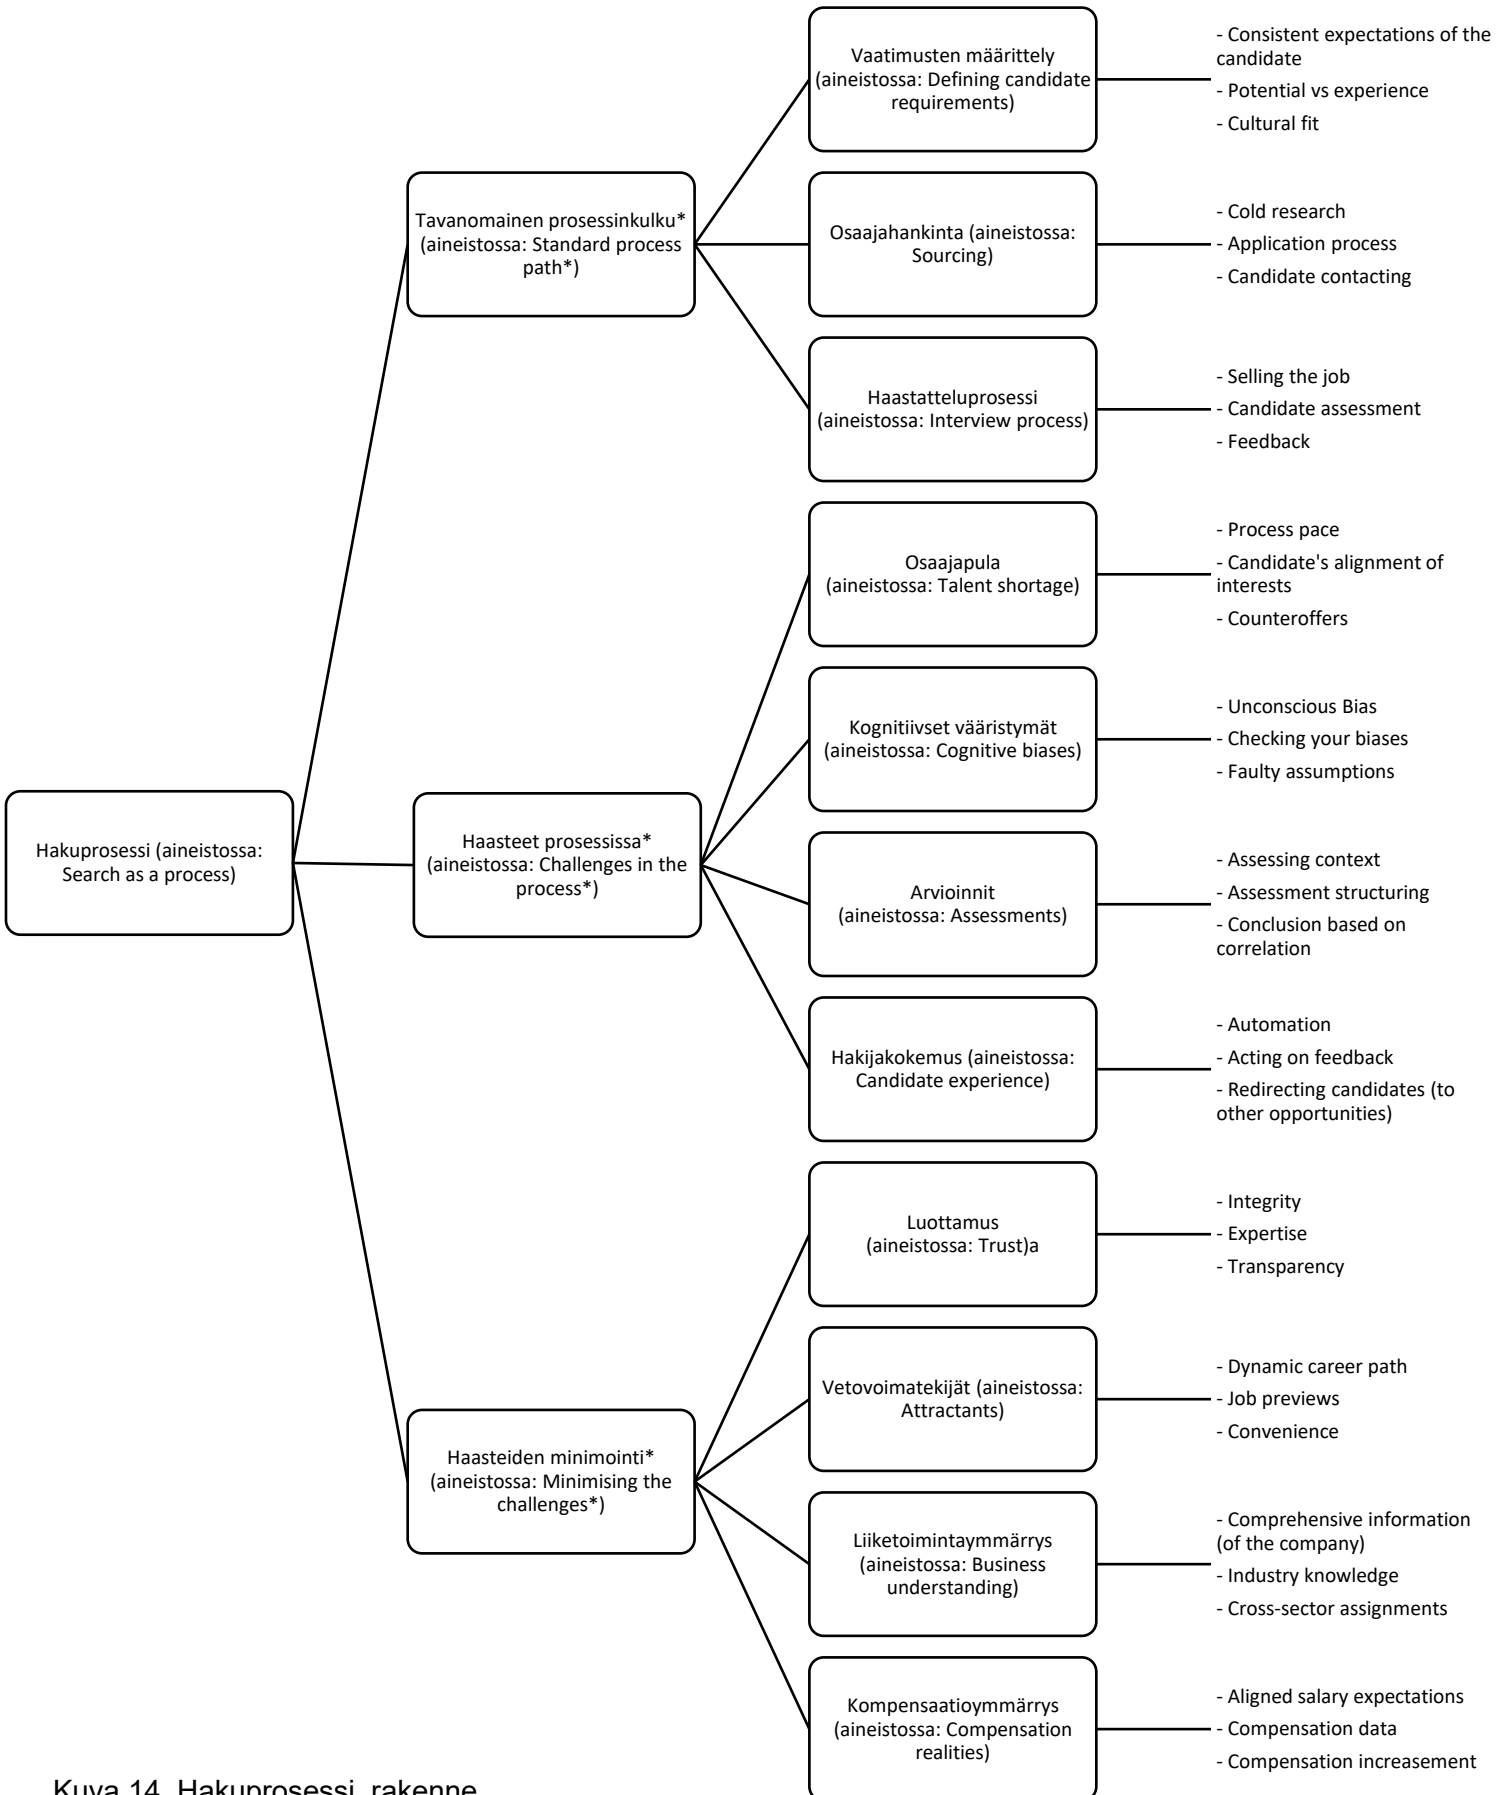 Vaatimusten määrittely
(aineistossa: Defining candidate
requirements)
- Consistent expectations of the
candidate
- Potential vs experience
- Cultural fit
Tavanomainen prosessinkulku*
(aineistossa: Standard process
path*)
Osaajahankinta (aineistossa:
Sourcing)
- Cold research
- Application process
- Candidate contacting
Haastatteluprosessi
(aineistossa: Interview process)
- Selling the job
- Candidate assessment
- Feedback
Osaajapula
(aineistossa: Talent shortage)
- Process pace
- Candidate's alignment of
interests
- Counteroffers
Kognitiivset vääristymät
(aineistossa: Cognitive biases)
- Unconscious Bias
- Checking your biases
- Faulty assumptions
Hakuprosessi (aineistossa:
Search as a process)
Haasteet prosessissa*
(aineistossa: Challenges in the
process*)
Arvioinnit
(aineistossa: Assessments)
- Assessing context
- Assessment structuring
- Conclusion based on
correlation
Hakijakokemus (aineistossa:
Candidate experience)
- Automation
- Acting on feedback
- Redirecting candidates (to
other opportunities)
Luottamus
(aineistossa: Trust)a
- Integrity
- Expertise
- Transparency
Vetovoimatekijät (aineistossa:
Attractants)
- Dynamic career path
- Job previews
- Convenience
Haasteiden minimointi*
(aineistossa: Minimising the
challenges*)
Liiketoimintaymmärrys
(aineistossa: Business
understanding)
- Comprehensive information
(of the company)
- Industry knowledge
- Cross-sector assignments
Kompensaatioymmärrys
(aineistossa: Compensation
realities)
- Aligned salary expectations
- Compensation data
- Compensation increasement
Kuva 14. Hakuprosessi, rakenne